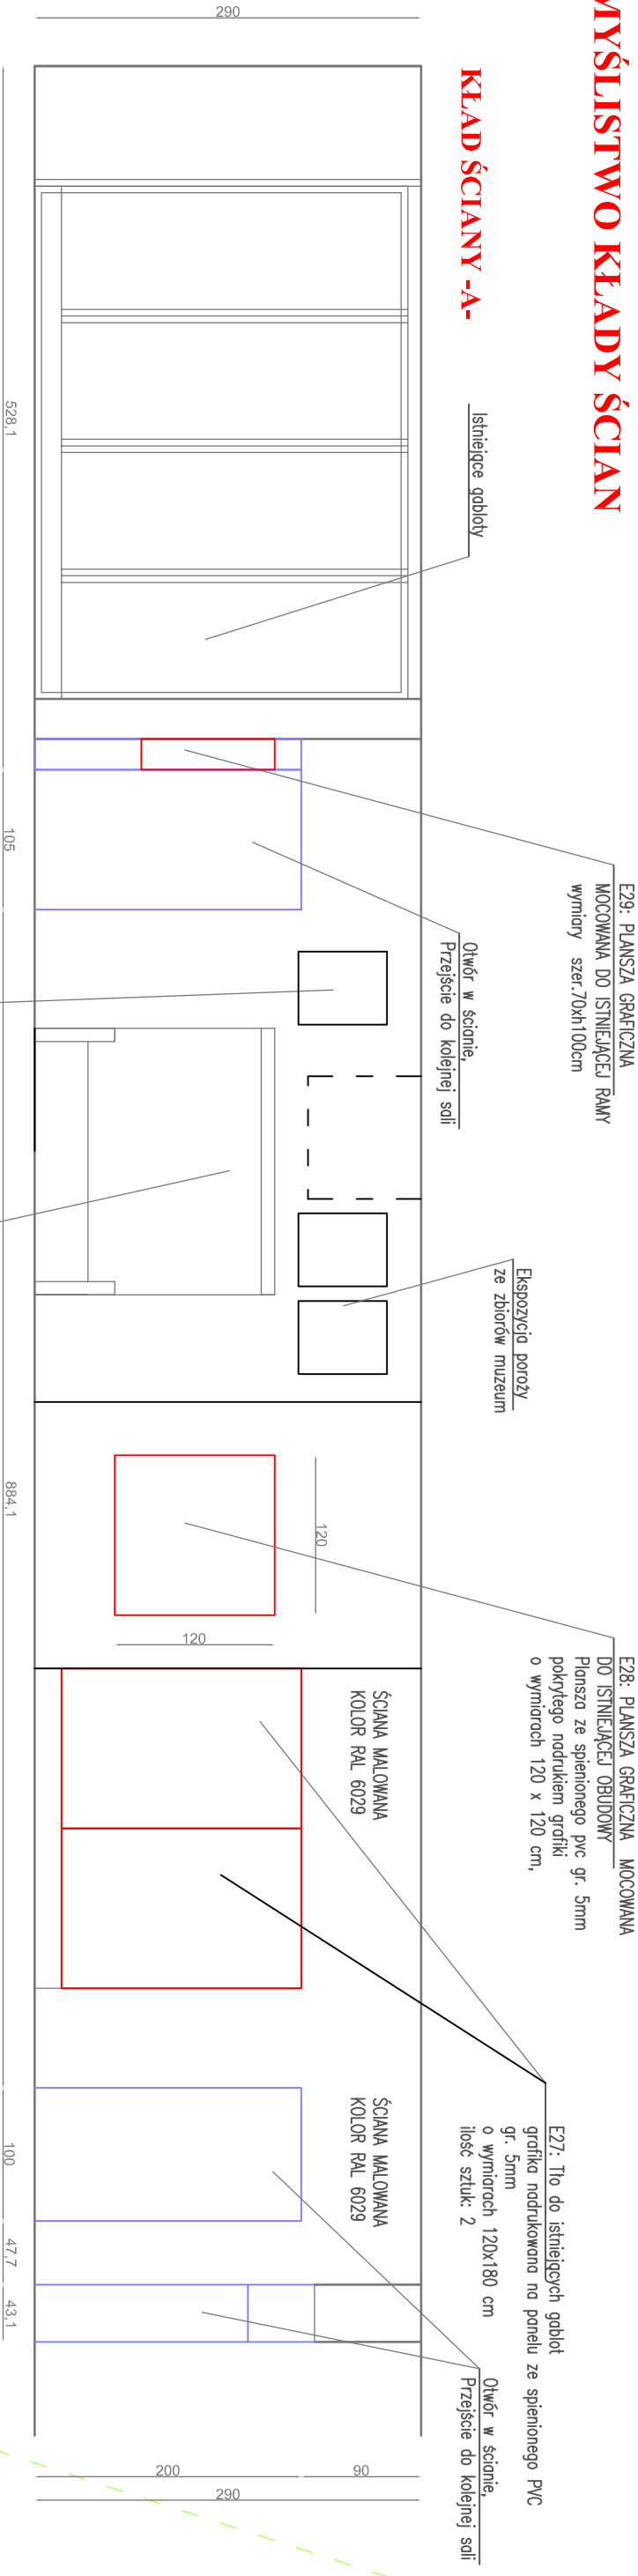 MYŚLISTWO KŁADY ŚCIAN
KŁAD ŚCIANY -A-
Istniejące gabloty
E29: PLANSZA GRAFICZNA
MOCOWANA DO ISTNIEJĄCEJ RAMY
wymiary szer.70xh100cm
Otwór w ścianie,
Przejście do kolejnej sali
Ekspozycja poroży
ze zbiorów muzeum
E28: PLANSZA GRAFICZNA MOCOWANA
DO ISTNIEJĄCEJ OBUDOWY
Plansza ze spienionego pvc gr. 5mm
pokrytego nadrukiem grafiki
o wymiarach 120 x 120 cm,
E27: Tło do istniejących gablot
grafika nadrukowana na panelu ze spienionego PVC
gr. 5mm
o wymiarach 120x180 cm
ilość sztuk: 2
Otwór w ścianie,
Przejście do kolejnej sali
ŚCIANA MALOWANA
KOLOR RAL 6029
ŚCIANA MALOWANA
KOLOR RAL 6029
290
120
120
90
200
290
528,1
105
884,1
100
47,7
43,1